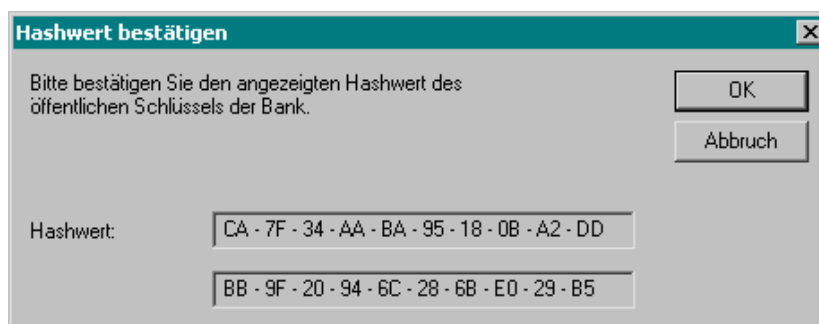 Hashwert bestätigen
Bitte bestätigen Sie den angezeigten Hashwert des
öffentlichen Schlüssels der Bank.
OK
Abbruch
Hashwert:
CA - 7F - 34 - AA - BA - 95 - 18 - 0B - A2 - DD
BB - 9F - 20 - 94 - 6C - 28 - 6B - E0 - 29 - B5